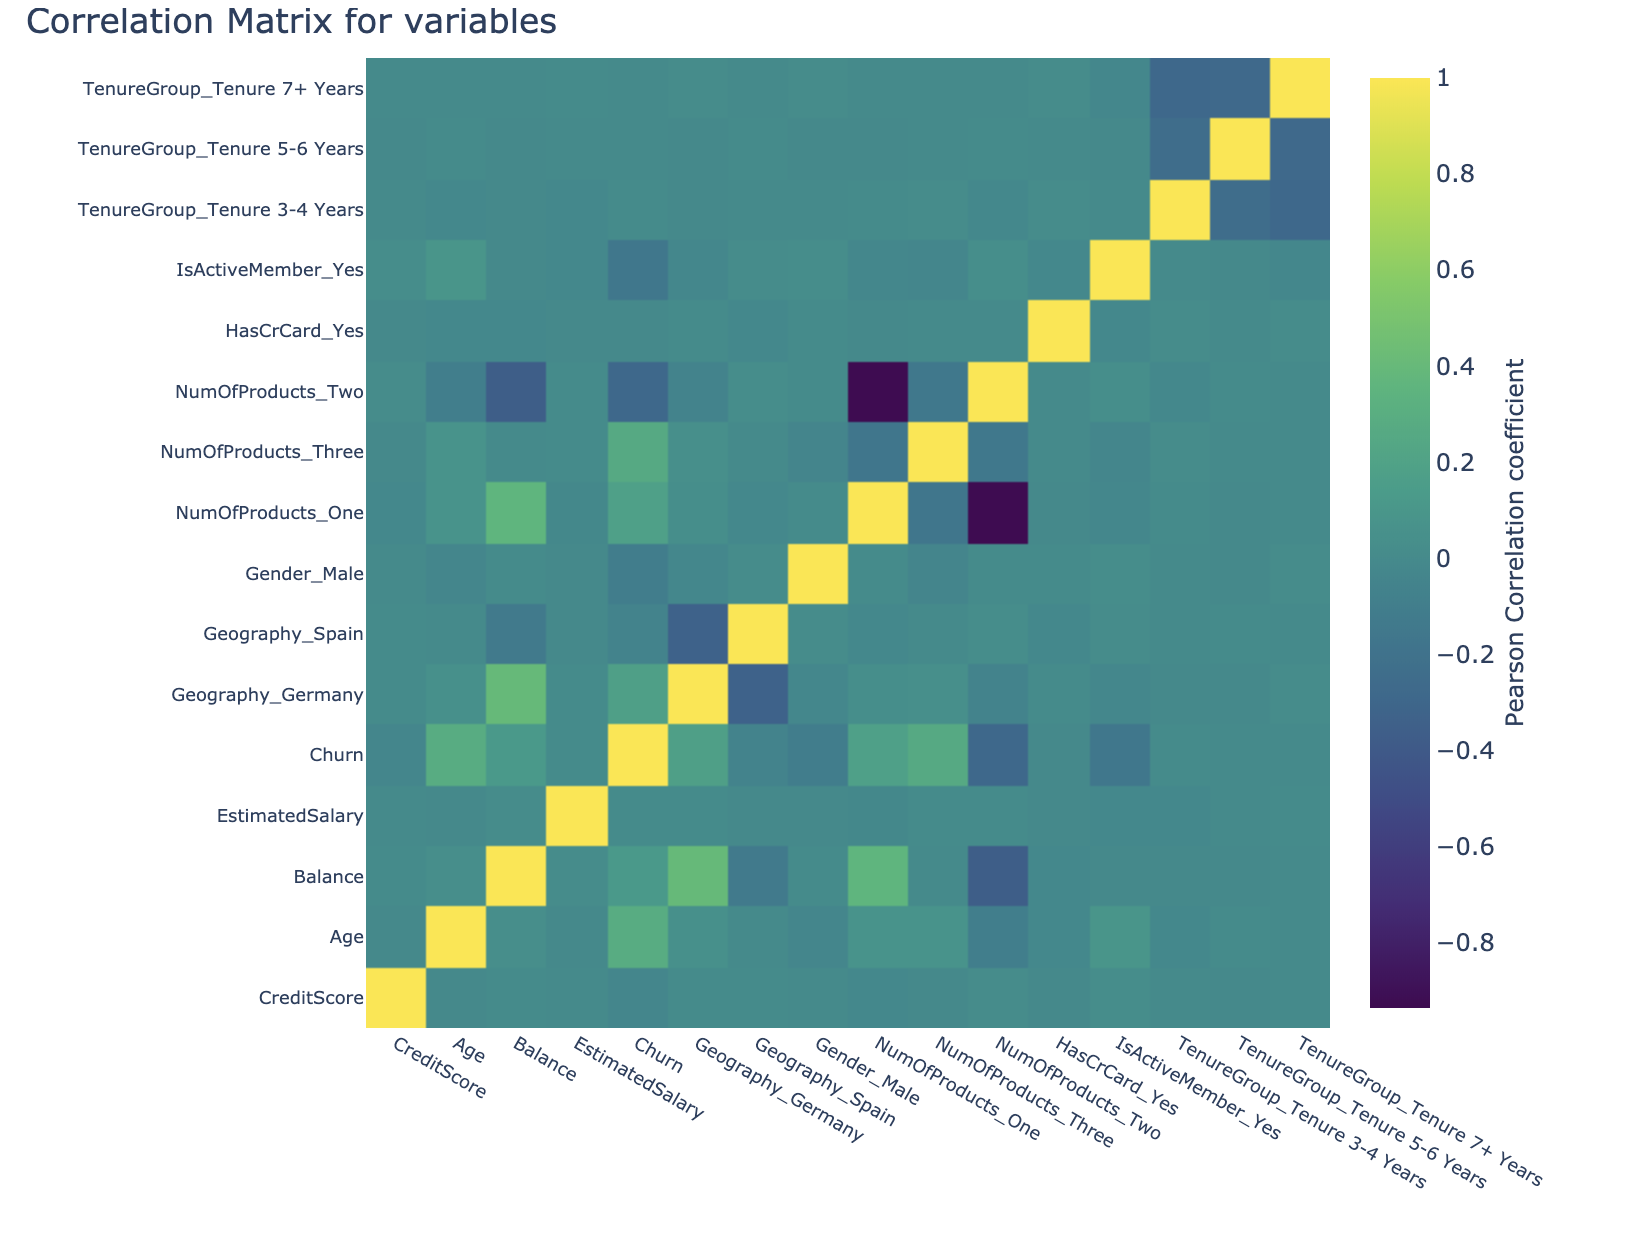 Correlation Matrix for variables
TenureGroup_Tenure 7+ Years
TenureGroup_Tenure 5-6 Years
TenureGroup_Tenure 3-4 Years
IsActiveMember_Yes
HasCrCard_Yes
NumOfProducts_Two
NumOfProducts_Three
NumOfProducts_One
Gender_Male
Geography_Spain
Geography_Germany
Churn
EstimatedSalary
Balance
Age
CreditScore
CreditScore
Age
Balance
EstimatedSalary
Churn
Geography_Germany
Geography_Spain
Gender_Male
NumOfProducts_One
NumOfProducts_Three
NumOfProducts_Two
HasCrCard_Yes
IsActiveMember_Yes
TenureGroup_Tenure 3-4 Years
TenureGroup_Tenure 5-6 Years
TenureGroup_Tenure 7+ Years
1
0.8
0.6
0.4
0.2
0
−0.2
−0.4
−0.6
−0.8
Pearson Correlation coefficient